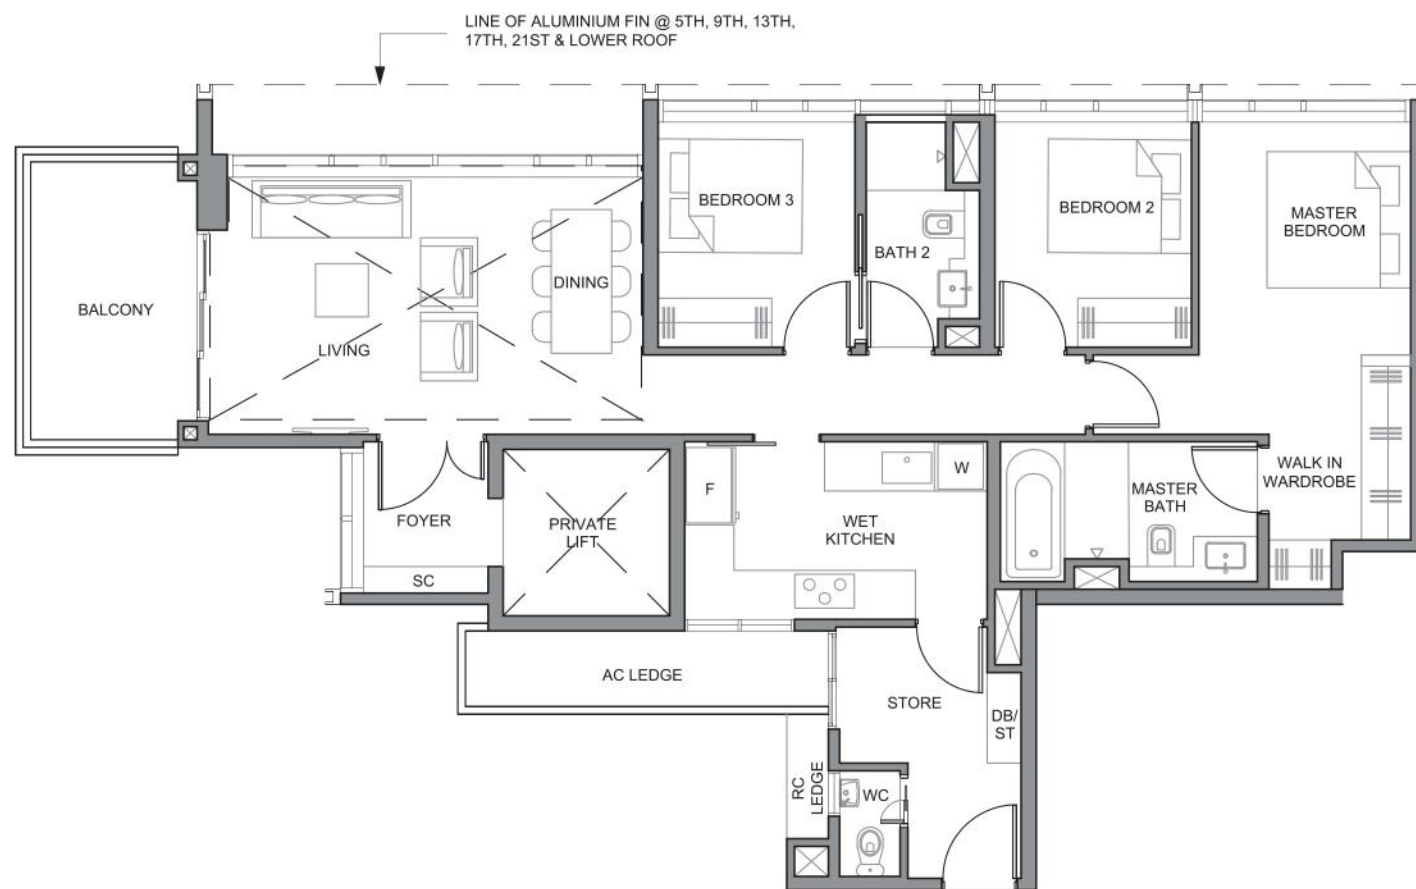 LINE OF ALUMINIUM FIN @ 5TH, 9TH, 13TH,
17TH, 21ST & LOWER ROOF
BALCONY
LIVING
DINING
BEDROOM 3
BATH 2
BEDROOM 2
MASTER
BEDROOM
FOYER
SC
PRIVATE
LIFT
F
W
WET
KITCHEN
MASTER
BATH
WALK IN
WARDROBE
AC LEDGE
STORE
DB/
ST
RC
LEDGE
WC